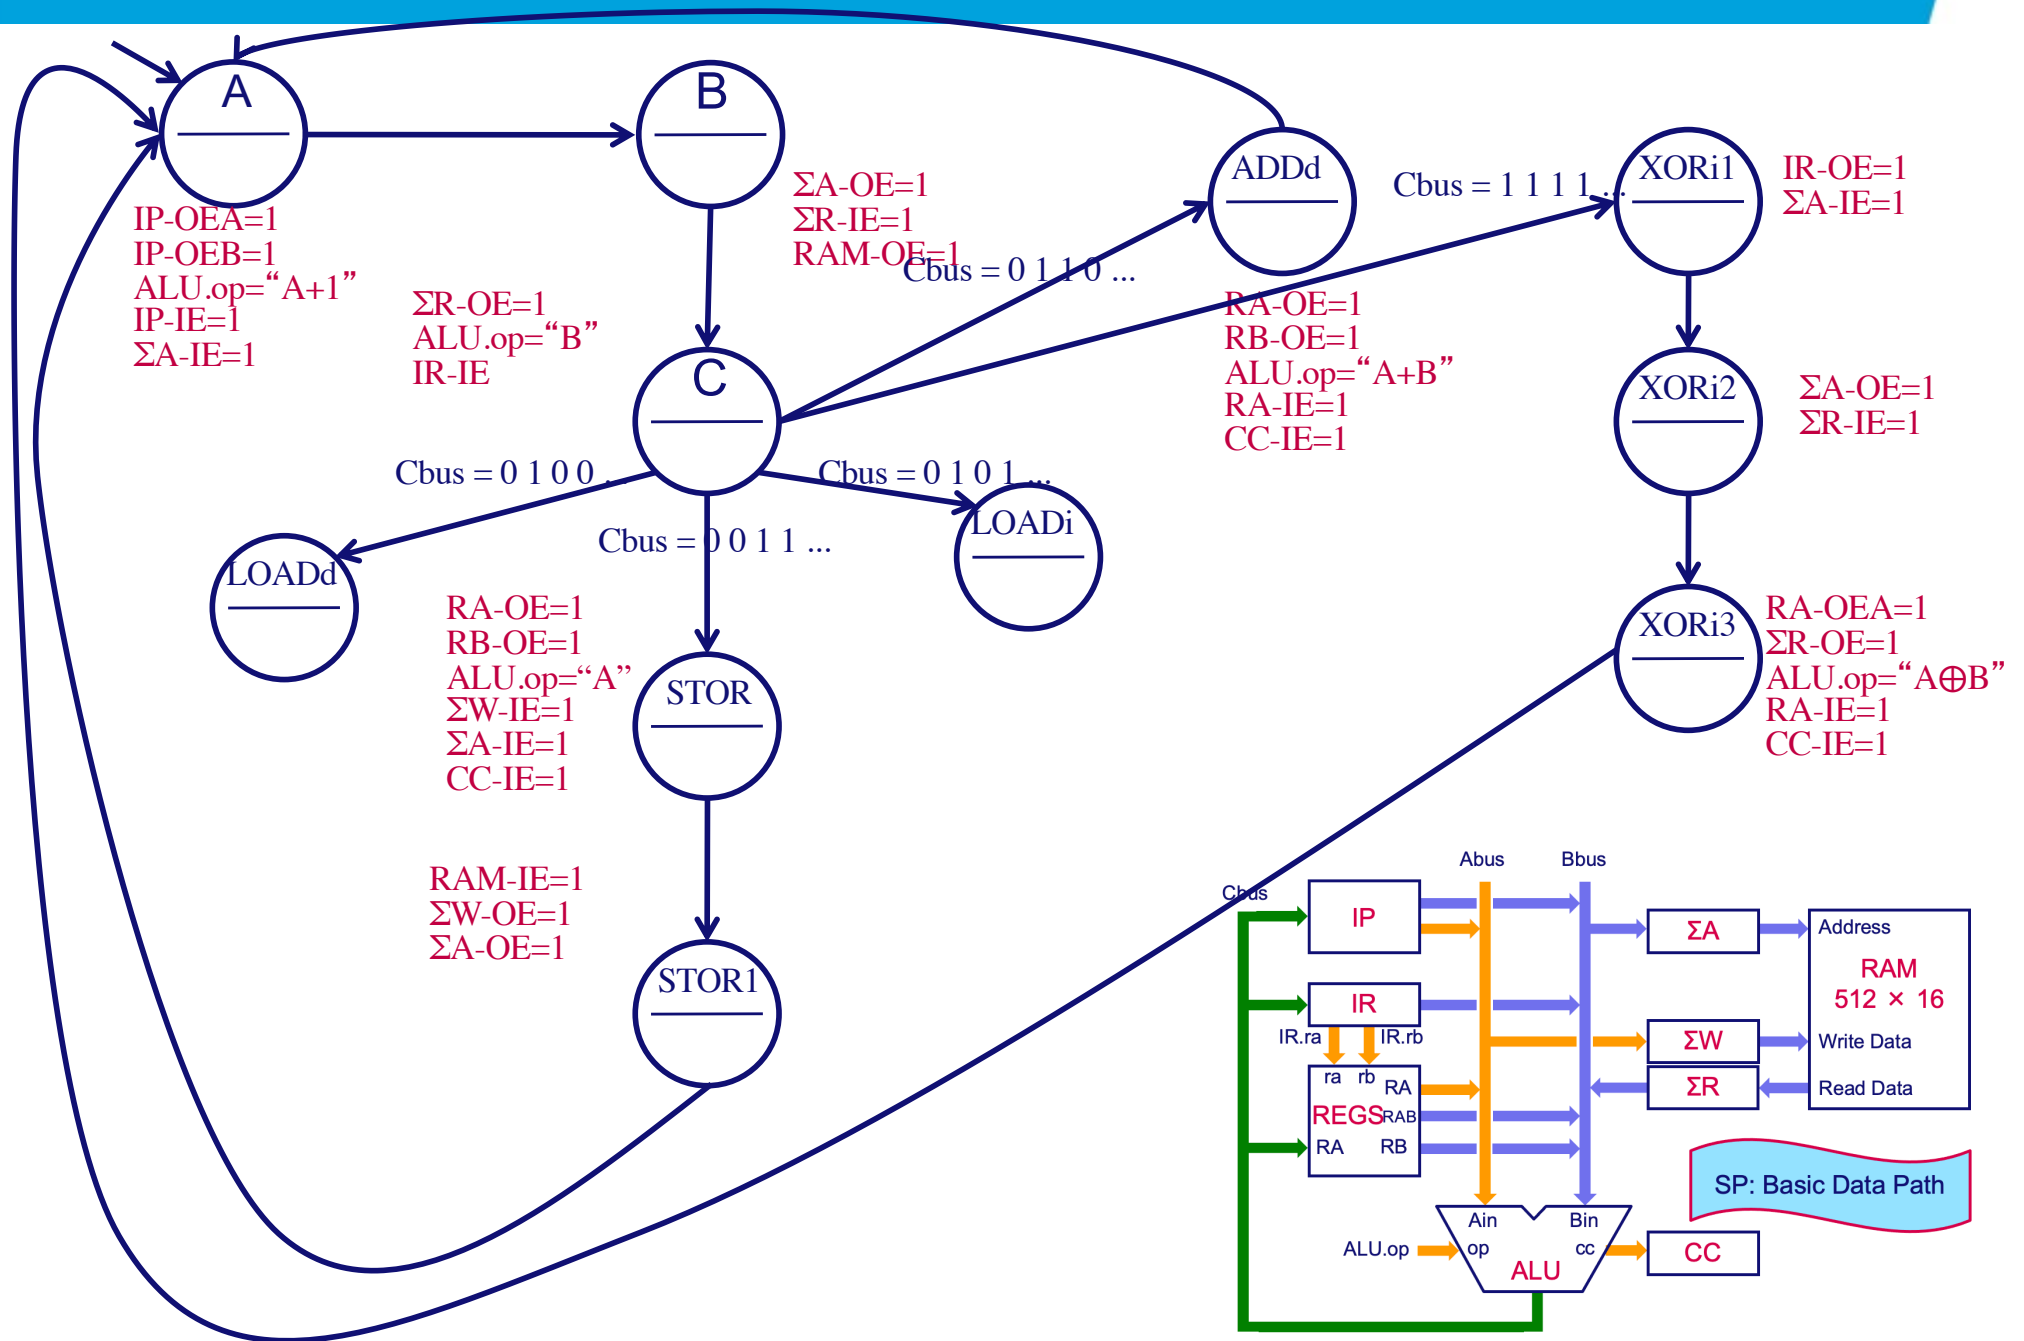 A
IP-OEA=1
IP-OEB=1
ALU.op=“A+1”
IP-IE=1
ΣA-IE=1
B
ΣA-OE=1
ΣR-IE=1
RAM-OE=1
ΣR-OE=1
ALU.op=“B”
IR-IE
C
Cbus = 0 1 1 0 ...
Cbus = 1 1 1 1 ...
Cbus = 0 1 0 0 ...
Cbus = 0 1 0 1 ...
Cbus = 0 0 1 1 ...
ADDd
RA-OE=1
RB-OE=1
ALU.op=“A+B”
RA-IE=1
CC-IE=1
XORi1
IR-OE=1
ΣA-IE=1
XORi2
ΣA-OE=1
ΣR-IE=1
XORi3
RA-OEA=1
ΣR-OE=1
ALU.op=“A⊕B”
RA-IE=1
CC-IE=1
LOADd
LOADi
RA-OE=1
RB-OE=1
ALU.op=“A”
ΣW-IE=1
ΣA-IE=1
CC-IE=1
STOR
RAM-IE=1
ΣW-OE=1
ΣA-OE=1
STOR1
Abus
Bbus
Cbus
IP
ΣA
Address
RAM
512 × 16
IR
IR.ra
IR.rb
ΣW
Write Data
ΣR
Read Data
ra
rb
RA
REGS
RAB
RA
RB
SP: Basic Data Path
Ain
Bin
ALU.op
op
cc
ALU
CC